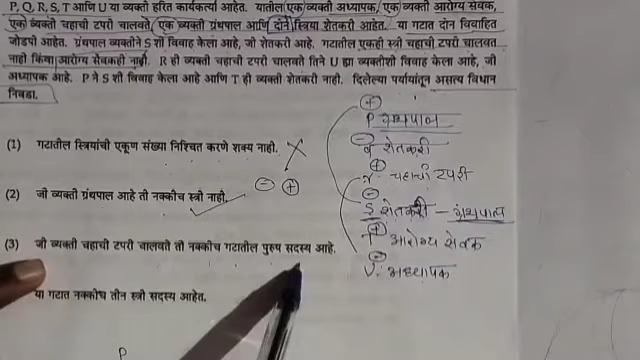 P, Q, R, S, T आणि U या व्यक्ती हरित कार्यकर्त्या आहेत. यातील एक व्यक्ती अध्यापक, एक व्यक्ती आरोग्य सेवक,
एक व्यक्ती चहाची टपरी चालवते, एक व्यक्ती ग्रंथपाल आणि दोन स्त्रिया शेतकरी आहेत. या गटात दोन विवाहित
जोडपी आहेत. ग्रंथपाल व्यक्तीने S शी विवाह केला आहे, जी शेतकरी आहे. गटातील एकही स्त्री चहाची टपरी चालवत
नाही किंवा आरोग्य सेवकही नाही. R ही व्यक्ती चहाची टपरी चालवते तिने U ह्या व्यक्तीशी विवाह केला आहे, जी
अध्यापक आहे. P ने S शी विवाह केला आहे आणि T ही व्यक्ती शेतकरी नाही. दिलेल्या पर्यायांतून असत्य विधान
निवडा.
(1) गटातील स्त्रियांची एकूण संख्या निश्चित करणे शक्य नाही.
(2) जी व्यक्ती ग्रंथपाल आहे ती नक्कीच स्त्री नाही.
(3) जी व्यक्ती चहाची टपरी चालवते तो नक्कीच गटातील पुरुष सदस्य आहे.
या गटात नक्कीच तीन स्त्री सदस्य आहेत.
P ग्रंथपाल
शेतकरी
चहाची टपरी
S शेतकरी – ग्रंथपाल
T आरोग्य सेवक
U. अध्यापक
P